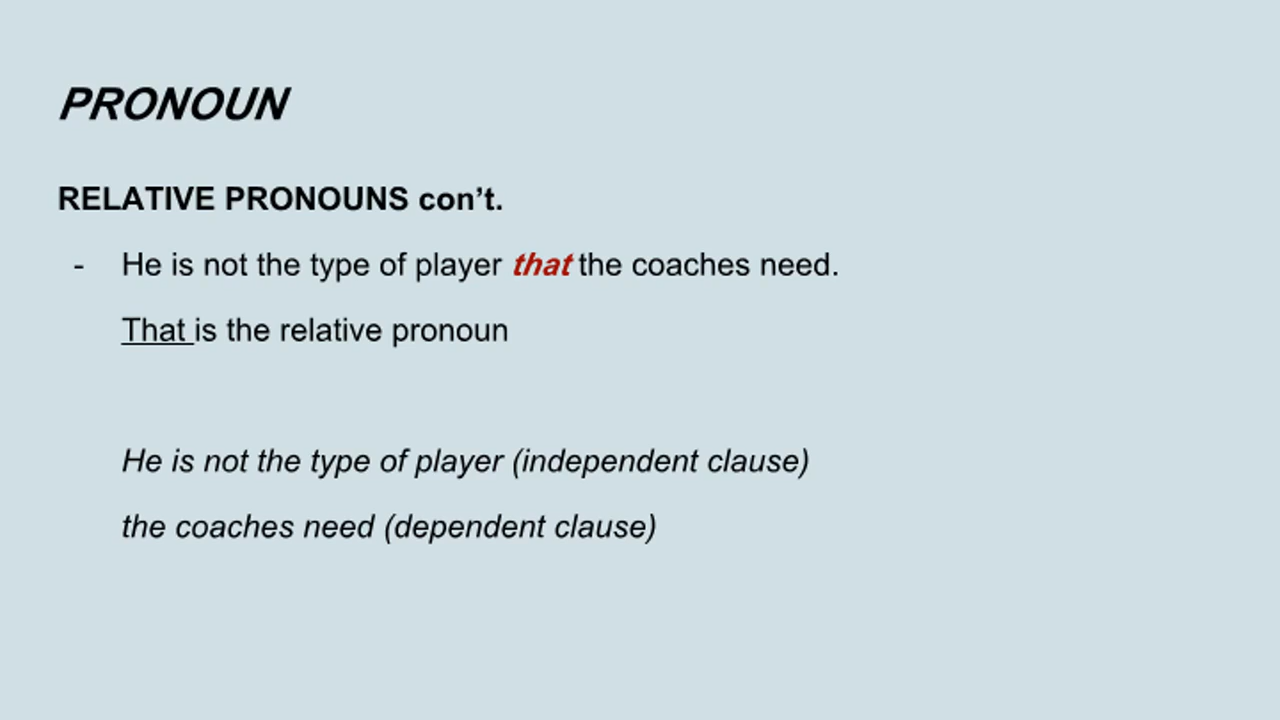 PRONOUN
RELATIVE PRONOUNS con’t.
- He is not the type of player that the coaches need.
That is the relative pronoun
He is not the type of player (independent clause)
the coaches need (dependent clause)